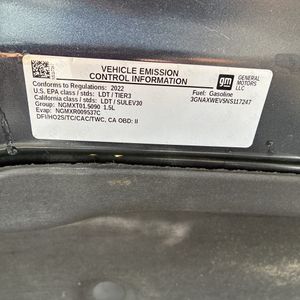 VEHICLE EMISSION
CONTROL INFORMATION
Conforms to Regulations: 2022
U.S. EPA class / stds: LDT / TIER3
California class / stds: LDT / SULEV30
Group: NGMXT01.5090 1.5L
Evap: NGMXR0095937C
DFI/HO2S/TC/CAC/TWC, CA OBD: II
gm
GENERAL
MOTORS
LLC
Fuel: Gasoline
3GNAXWEV5NS117247